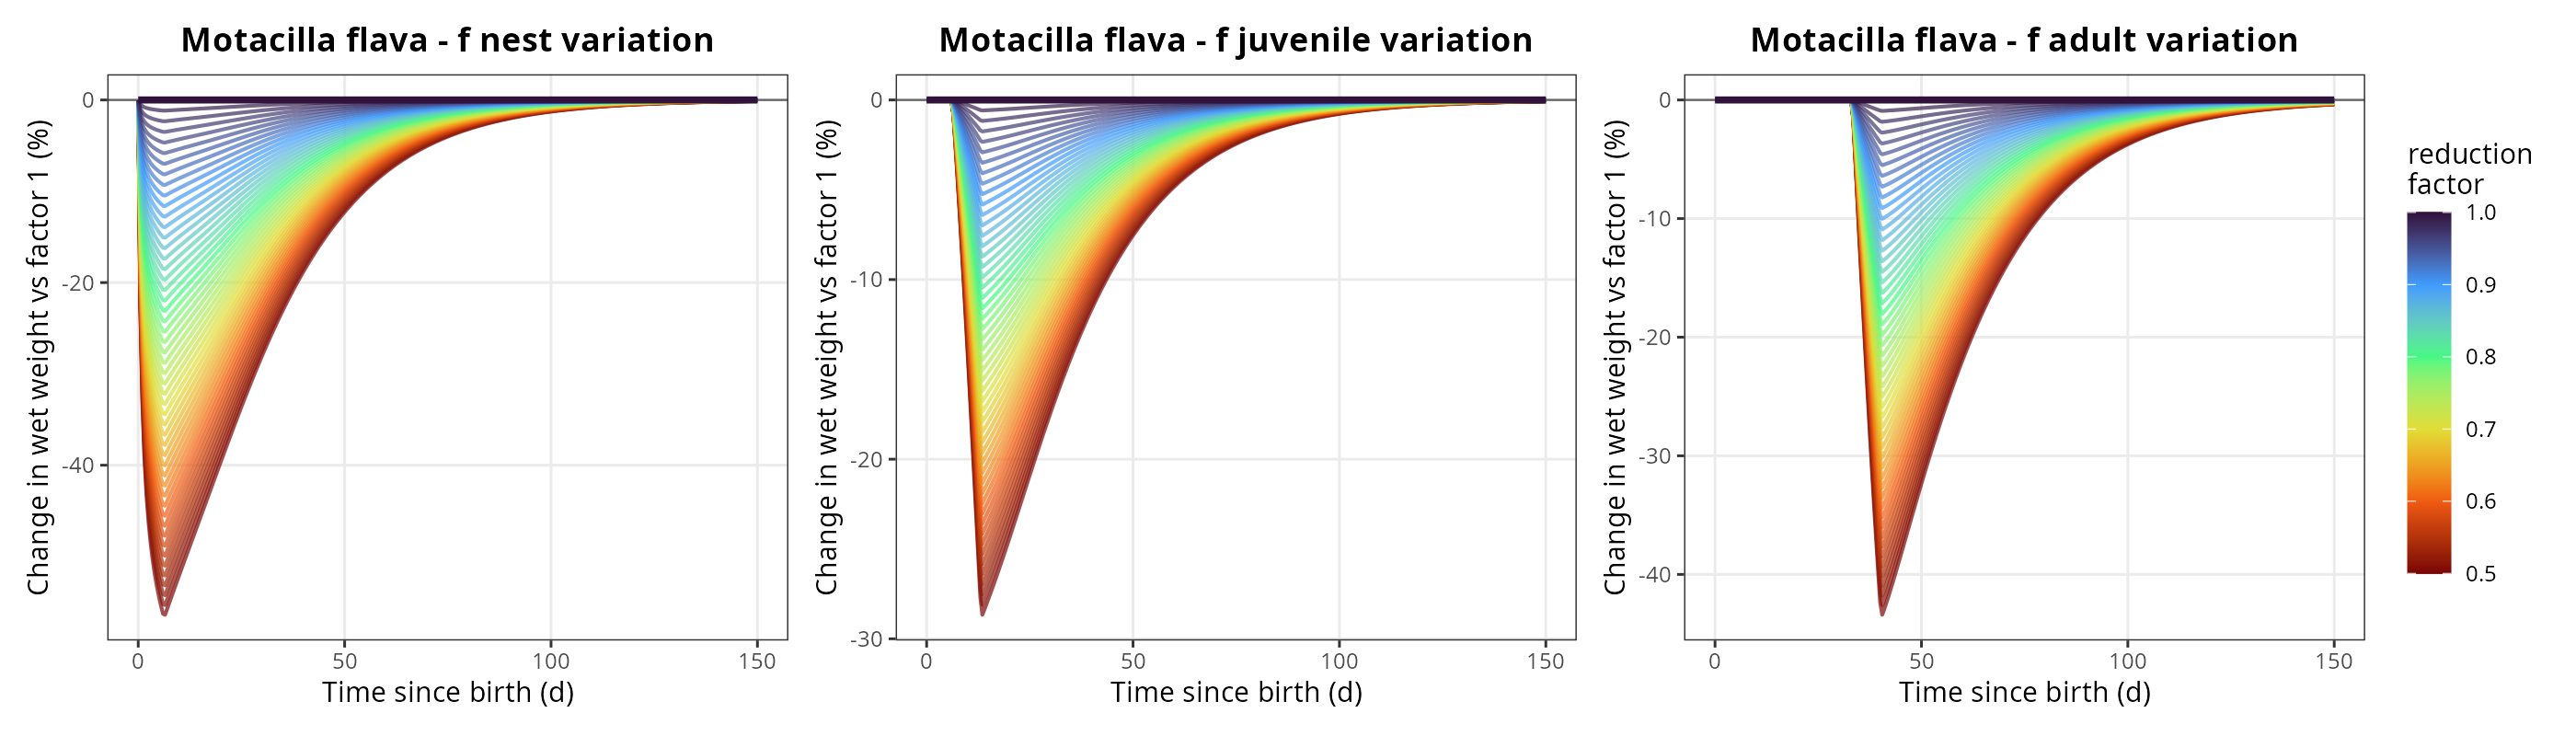 Motacilla flava - f nest variation
Change in wet weight vs factor 1 (%)
0
-20
-40
0
50
100
150
Time since birth (d)
Motacilla flava - f juvenile variation
Change in wet weight vs factor 1 (%)
0
-10
-20
-30
0
50
100
150
Time since birth (d)
Motacilla flava - f adult variation
Change in wet weight vs factor 1 (%)
0
-10
-20
-30
-40
0
50
100
150
Time since birth (d)
reduction
factor
1.0
0.9
0.8
0.7
0.6
0.5